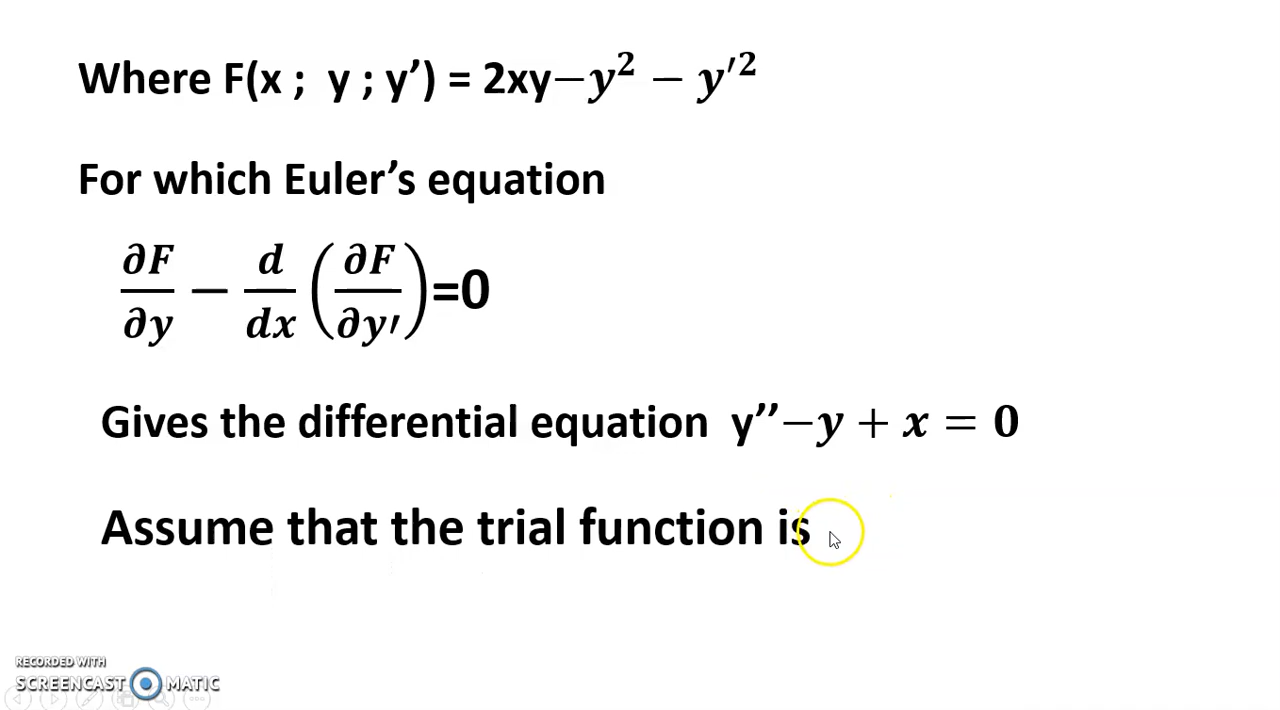 Where F(x ; y ; y’) = 2xy−y² − y′²
For which Euler’s equation
∂F/∂y − d/dx (∂F/∂y′)=0
Gives the differential equation y’’−y + x = 0
Assume that the trial function is
RECORDED WITH
SCREENCAST MATIC